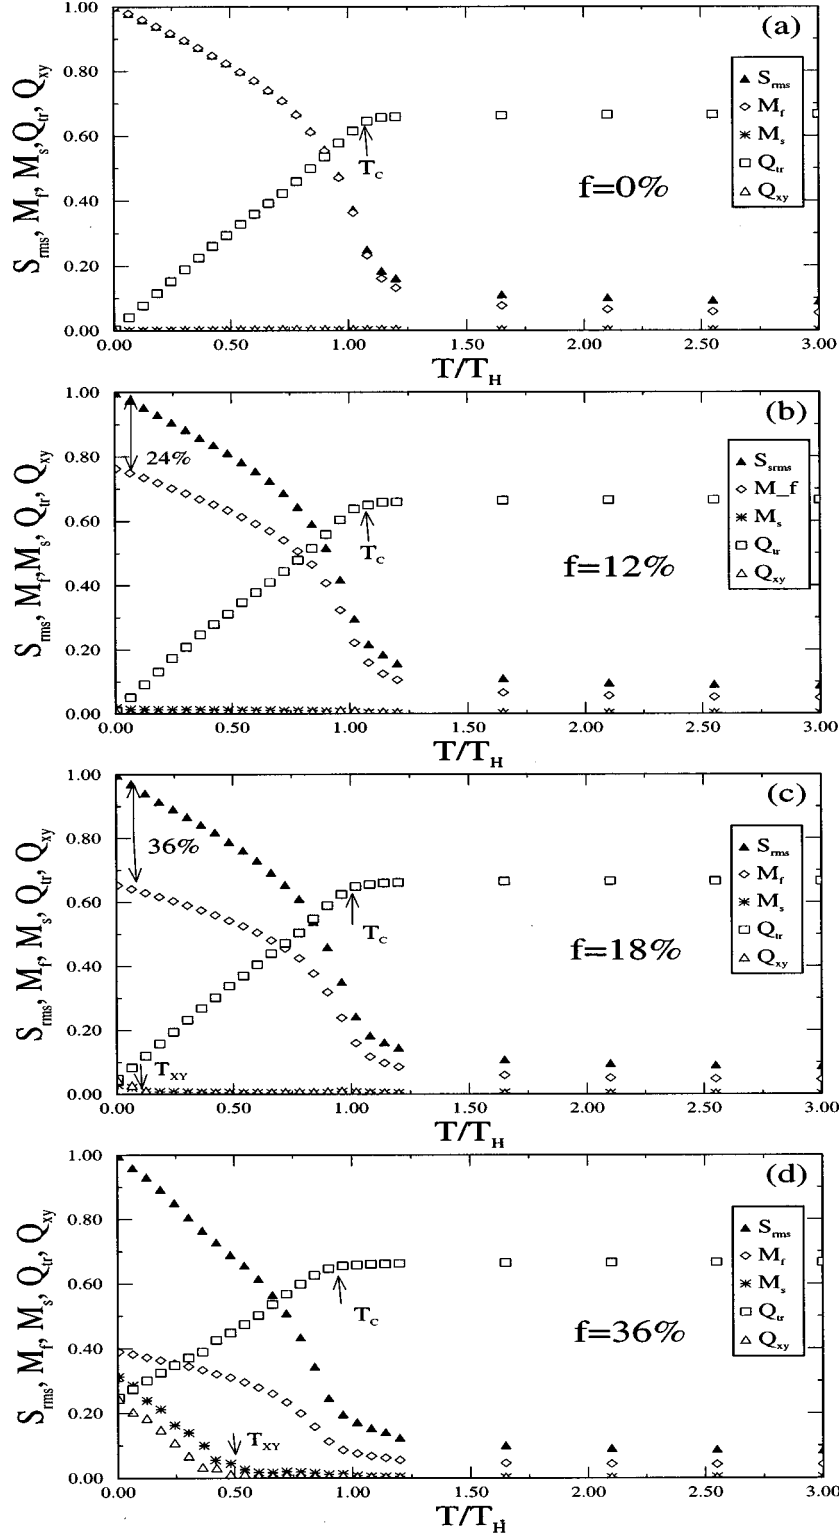 (a)
1.00
0.80
0.60
0.40
0.20
0.00
S_rms, M_f, M_s, Q_tr, Q_xy
T_C
f=0%
S_rms
M_f
M_s
Q_tr
Q_xy
0.00 0.50 1.00 1.50 2.00 2.50 3.00
T/T_H
(b)
1.00
0.80
0.60
0.40
0.20
0.00
S_rms, M_f, M_s, Q_tr, Q_xy
24%
T_C
f=12%
S_srms
M_f
M_s
Q_tr
Q_xy
0.00 0.50 1.00 1.50 2.00 2.50 3.00
T/T_H
(c)
1.00
0.80
0.60
0.40
0.20
0.00
S_rms, M_f, M_s, Q_tr, Q_xy
36%
T_C
T_XY
f=18%
S_rms
M_f
M_s
Q_tr
Q_xy
0.00 0.50 1.00 1.50 2.00 2.50 3.00
T/T_H
(d)
1.00
0.80
0.60
0.40
0.20
0.00
S_rms, M_f, M_s, Q_tr, Q_xy
T_C
T_XY
f=36%
S_rms
M_f
M_s
Q_tr
Q_xy
0.00 0.50 1.00 1.50 2.00 2.50 3.00
T/T_H